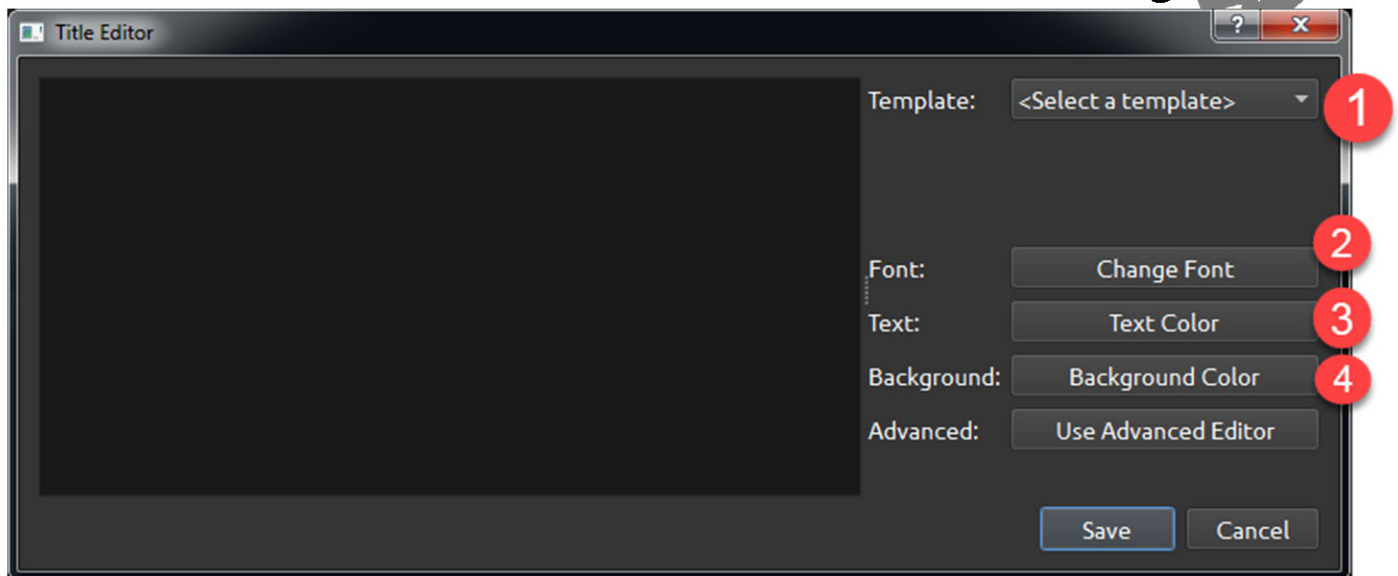 Title Editor ?
Template: <Select a template> 1
2
Font: Change Font
Text: Text Color 3
Background: Background Color 4
Advanced: Use Advanced Editor
Save Cancel